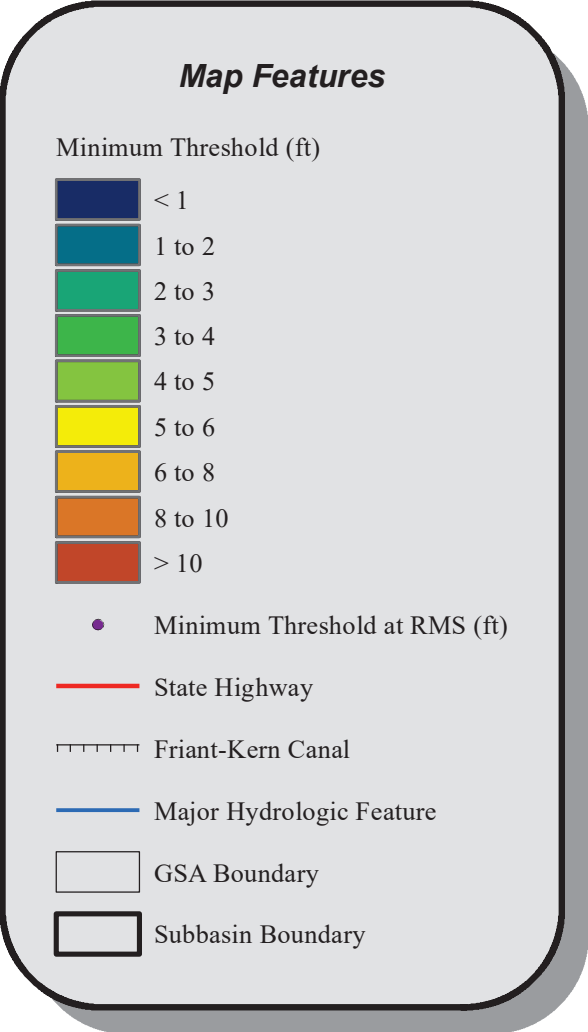 Map Features
Minimum Threshold (ft)
< 1
1 to 2
2 to 3
3 to 4
4 to 5
5 to 6
6 to 8
8 to 10
> 10
Minimum Threshold at RMS (ft)
State Highway
Friant-Kern Canal
Major Hydrologic Feature
GSA Boundary
Subbasin Boundary